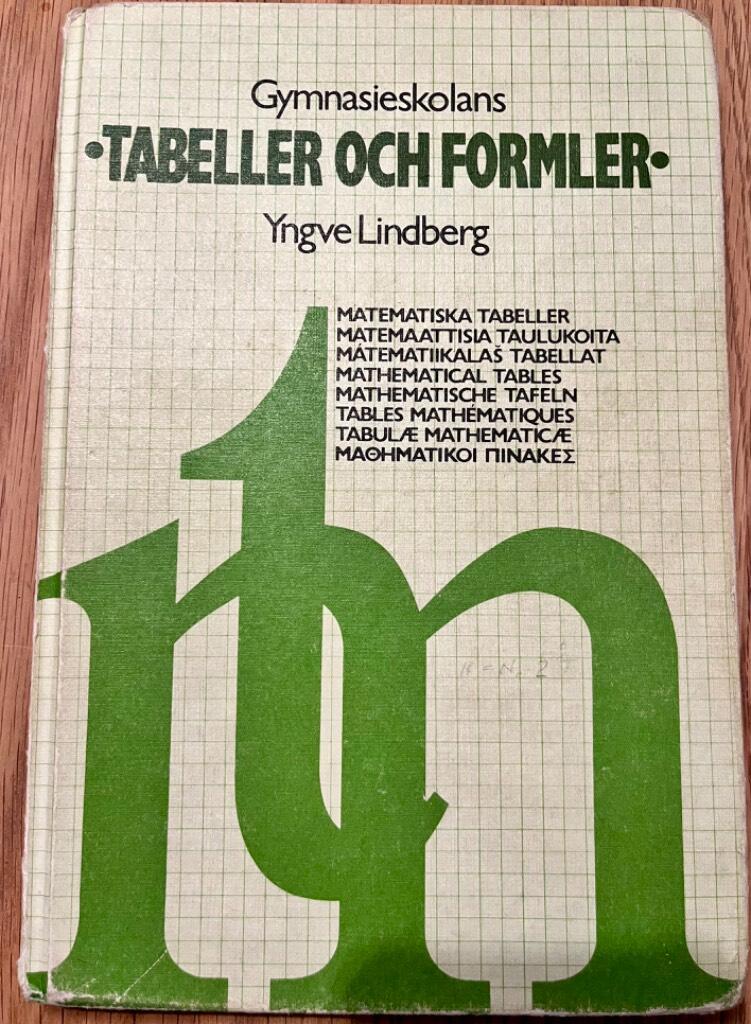 Gymnasieskolans
•TABELLER OCH FORMLER•
Yngve Lindberg
MATEMATISKA TABELLER
MATEMAATTISIA TAULUKOITA
MÁTEMATIIKALAŠ TABELLAT
MATHEMATICAL TABLES
MATHEMATISCHE TAFELN
TABLES MATHÉMATIQUES
TABULÆ MATHEMATICÆ
ΜΑΘΗΜΑΤΙΚΟΙ ΠΙΝΑΚΕΣ
tm